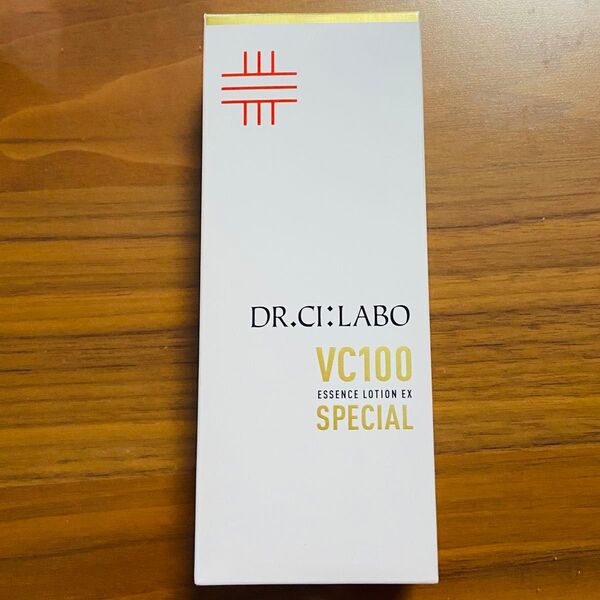 DR.CI:LABO
VC100
ESSENCE LOTION EX
SPECIAL